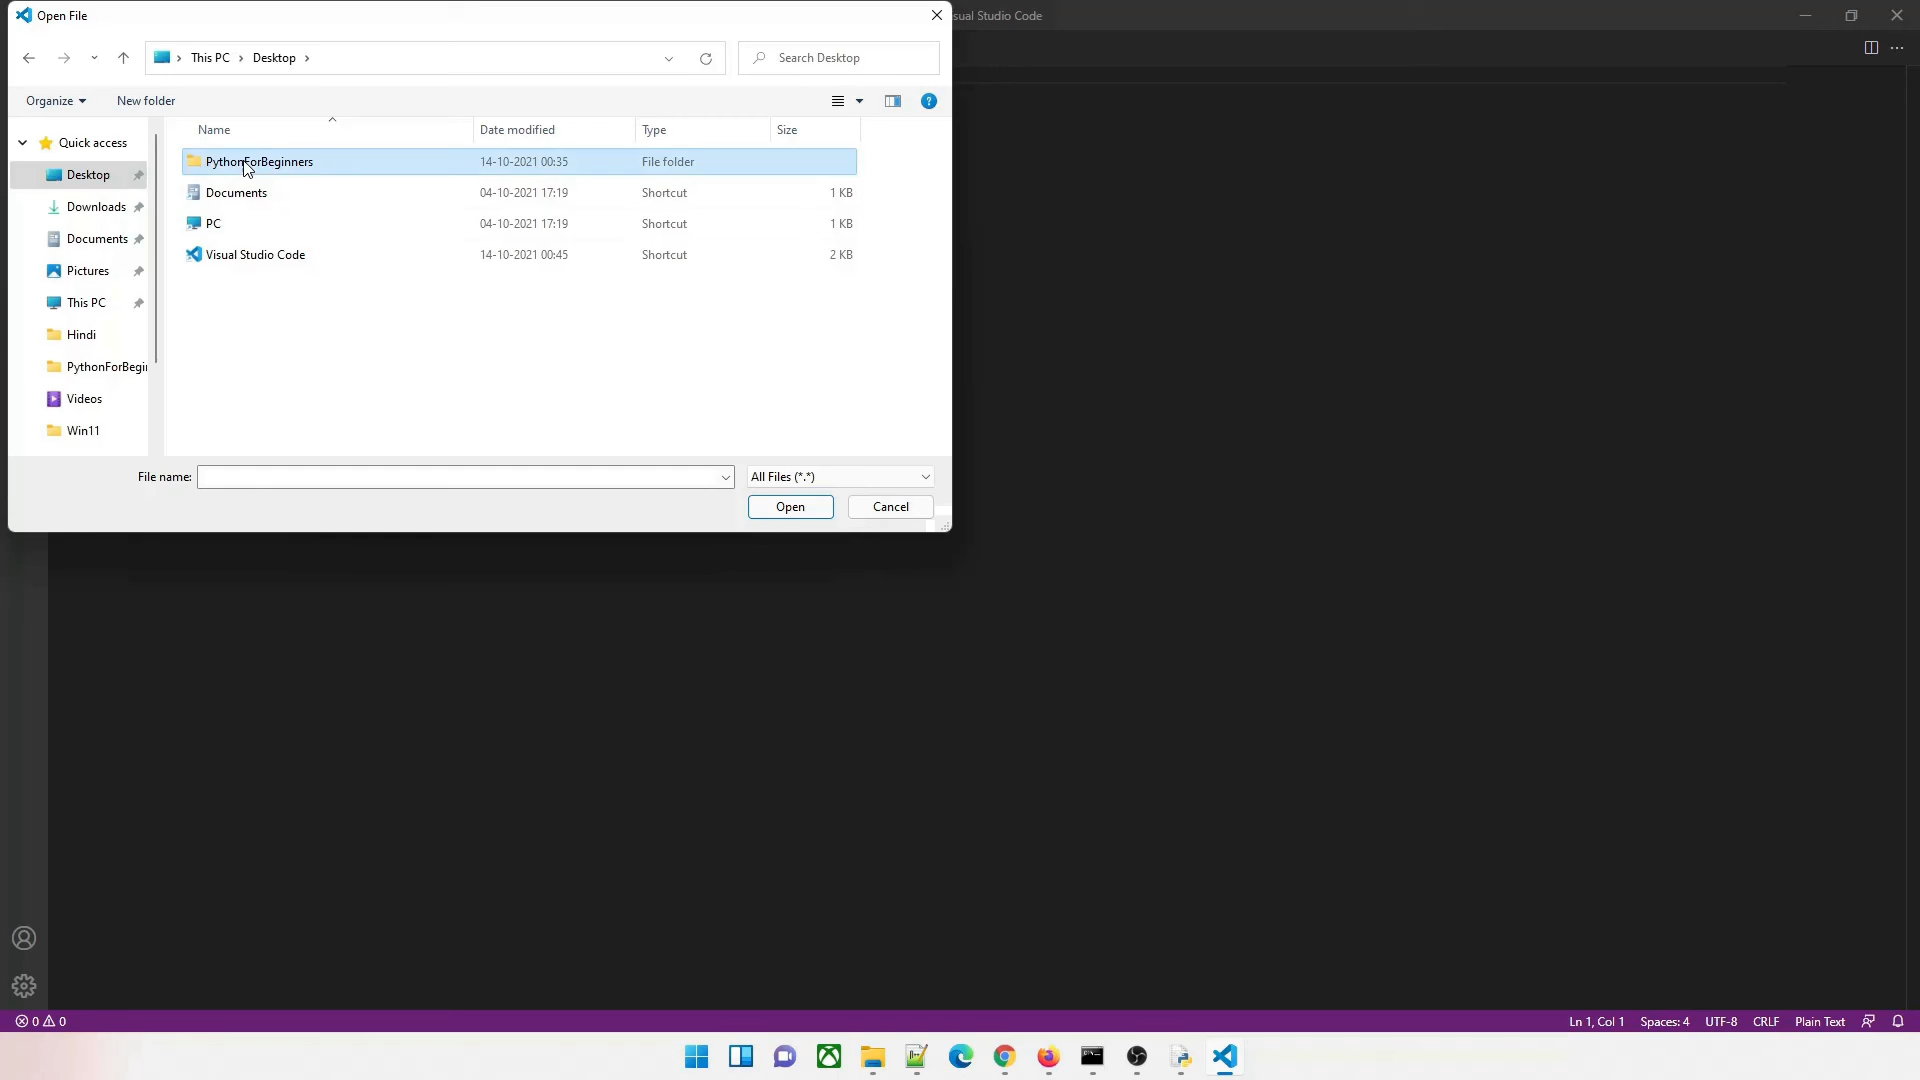 Open File
sual Studio Code
This PC > Desktop >
Search Desktop
Organize
New folder
Name Date modified Type Size
Quick access
Desktop
Downloads
Documents
Pictures
This PC
Hindi
PythonForBegi
Videos
Win11
PythonForBeginners 14-10-2021 00:35 File folder
Documents 04-10-2021 17:19 Shortcut 1 KB
PC 04-10-2021 17:19 Shortcut 1 KB
Visual Studio Code 14-10-2021 00:45 Shortcut 2 KB
File name:
All Files (*.*)
Open Cancel
0 0 Ln 1, Col 1 Spaces: 4 UTF-8 CRLF Plain Text